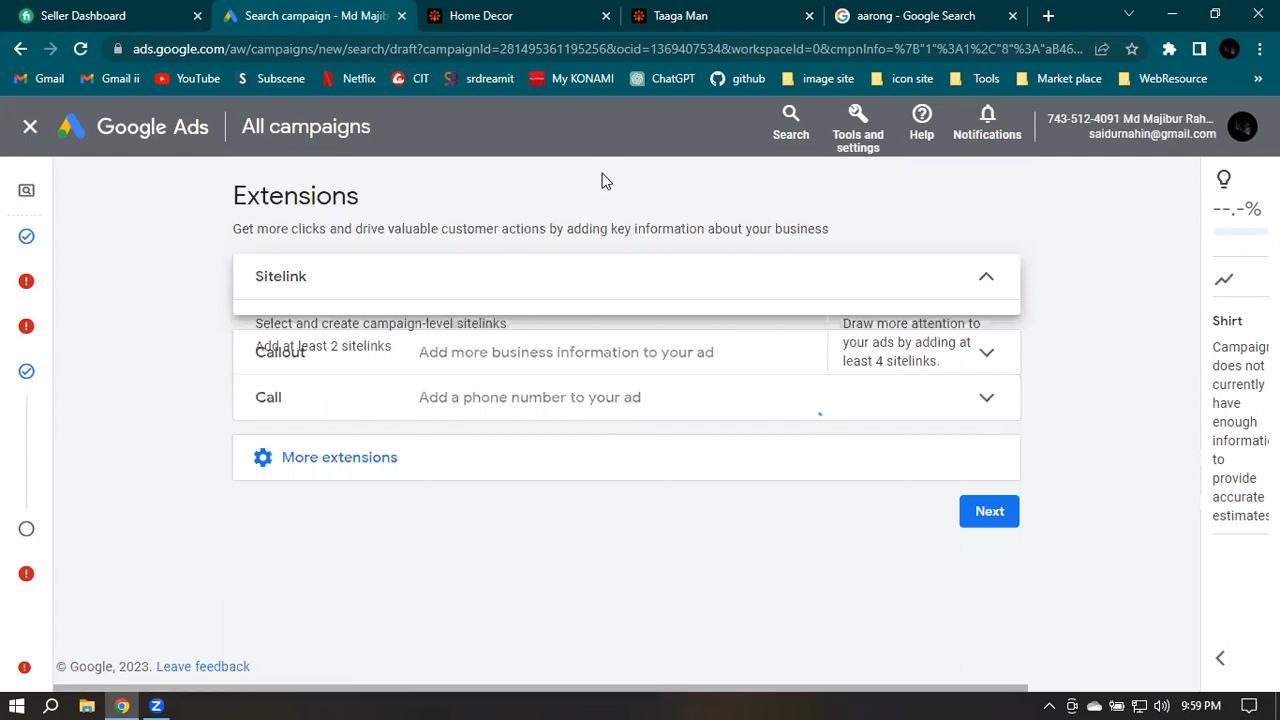 Seller Dashboard
Search campaign - Md Majib
Home Decor
Taaga Man
aarong - Google Search
ads.google.com/aw/campaigns/new/search/draft?campaignId=281495361195256&ocid=13694075534&workspaceId=0&cmpnInfo=%7B"1"%3A1%2C"8"%3A"aB46...
Gmail
Gmail ii
YouTube
Subscene
Netflix
CIT
srdreamit
My KONAMI
ChatGPT
github
image site
icon site
Tools
Market place
WebResource
Google Ads
All campaigns
Search
Tools and
settings
Help
Notifications
743-512-4091 Md Majibur Rah...
saidurnahin@gmail.com
Extensions
Get more clicks and drive valuable customer actions by adding key information about your business
Sitelink
Select and create campaign-level sitelinks
Add at least 2 sitelinks
Draw more attention to
your ads by adding at
least 4 sitelinks.
Callout
Add more business information to your ad
Call
Add a phone number to your ad
More extensions
Next
--.-%
Shirt
Campaign
does not
currently
have
enough
informati
to
provide
accurate
estimates
© Google, 2023. Leave feedback
9:59 PM